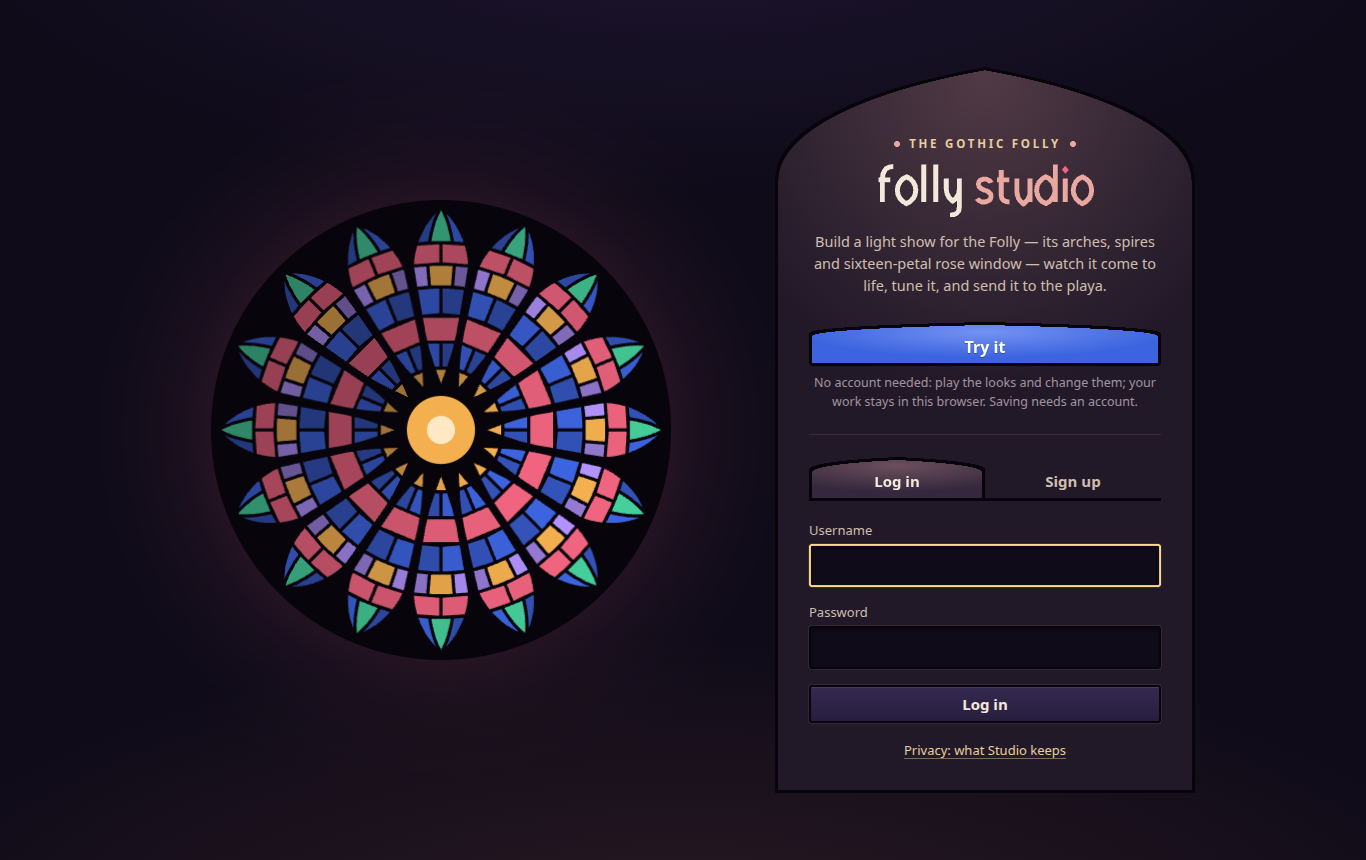 THE GOTHIC FOLLY
folly studio
Build a light show for the Folly — its arches, spires
and sixteen-petal rose window — watch it come to
life, tune it, and send it to the playa.
Try it
No account needed: play the looks and change them; your
work stays in this browser. Saving needs an account.
Log in
Sign up
Username
Password
Log in
Privacy: what Studio keeps